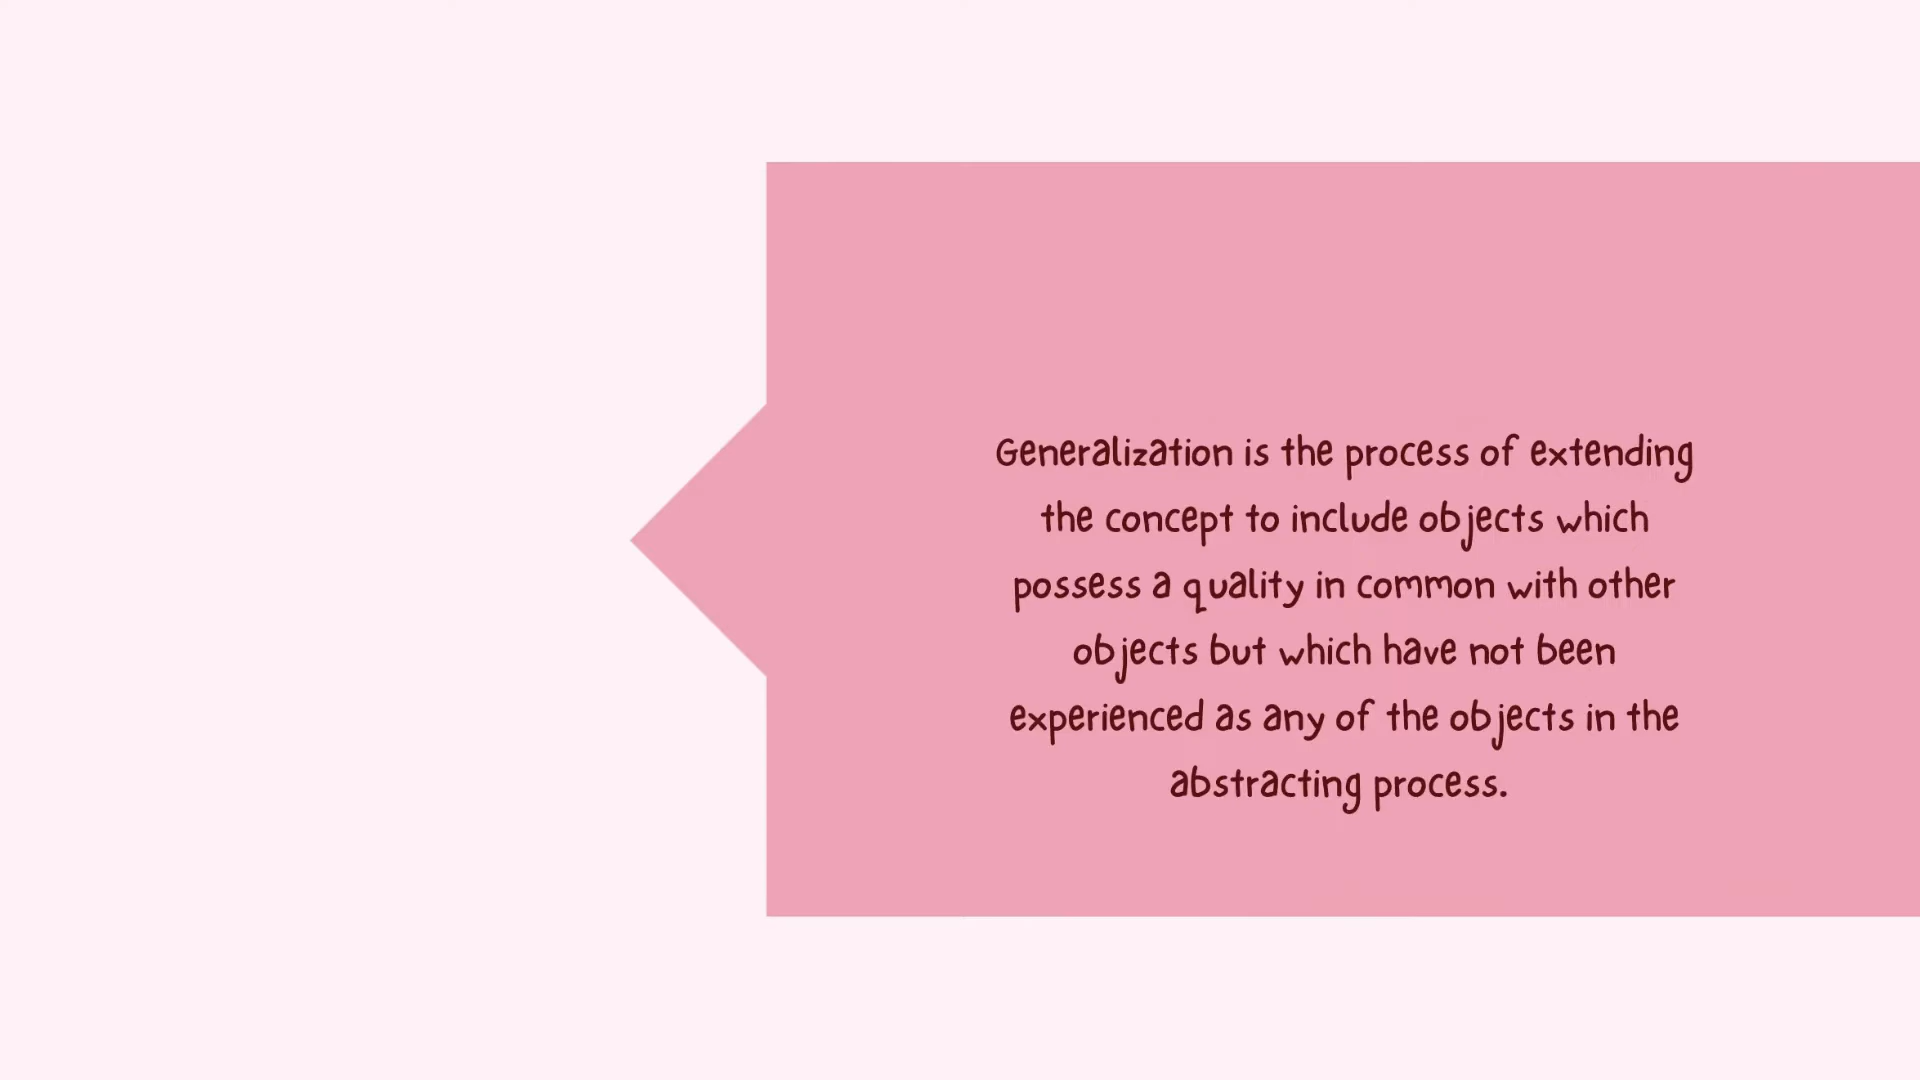 Generalization is the process of extending
the concept to include objects which
possess a quality in common with other
objects but which have not been
experienced as any of the objects in the
abstracting process.